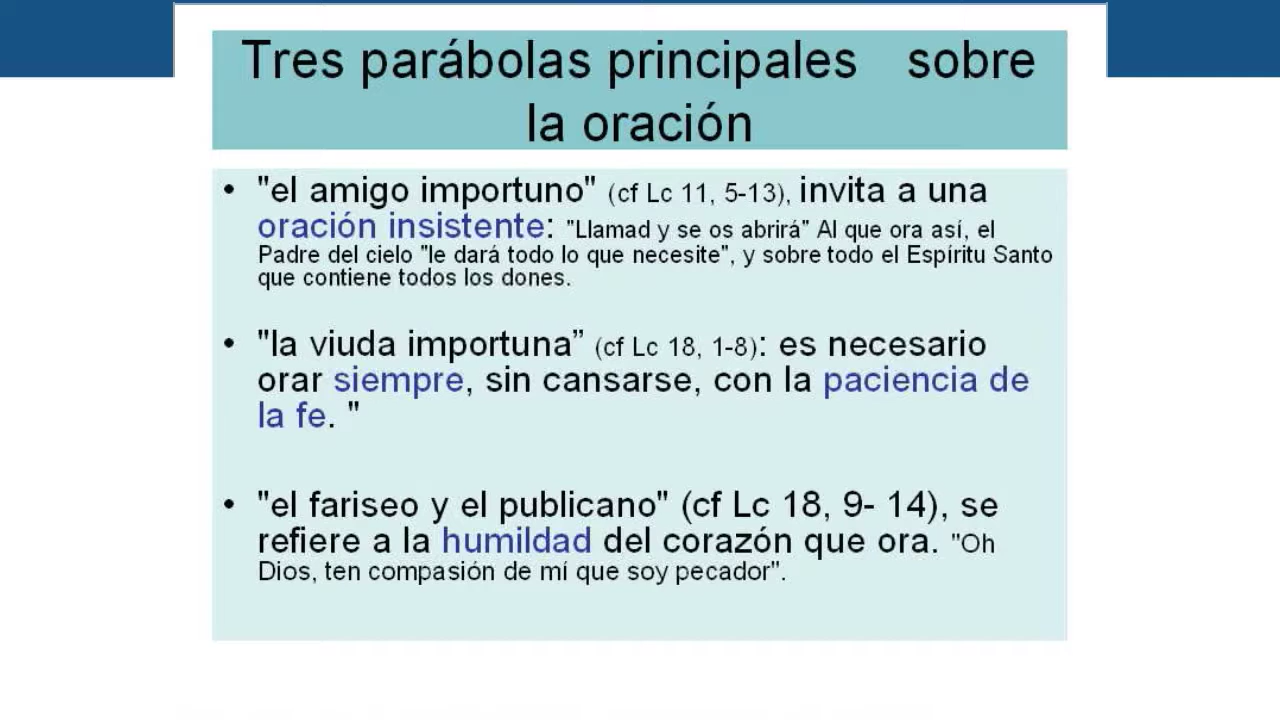 Tres parábolas principales sobre
la oración
• "el amigo importuno" (cf Lc 11, 5-13), invita a una
oración insistente: "Llamad y se os abrirá" Al que ora así, el
Padre del cielo "le dará todo lo que necesite", y sobre todo el Espíritu Santo
que contiene todos los dones.
• "la viuda importuna” (cf Lc 18, 1-8): es necesario
orar siempre, sin cansarse, con la paciencia de
la fe. "
• "el fariseo y el publicano" (cf Lc 18, 9- 14), se
refiere a la humildad del corazón que ora. "Oh
Dios, ten compasión de mí que soy pecador".